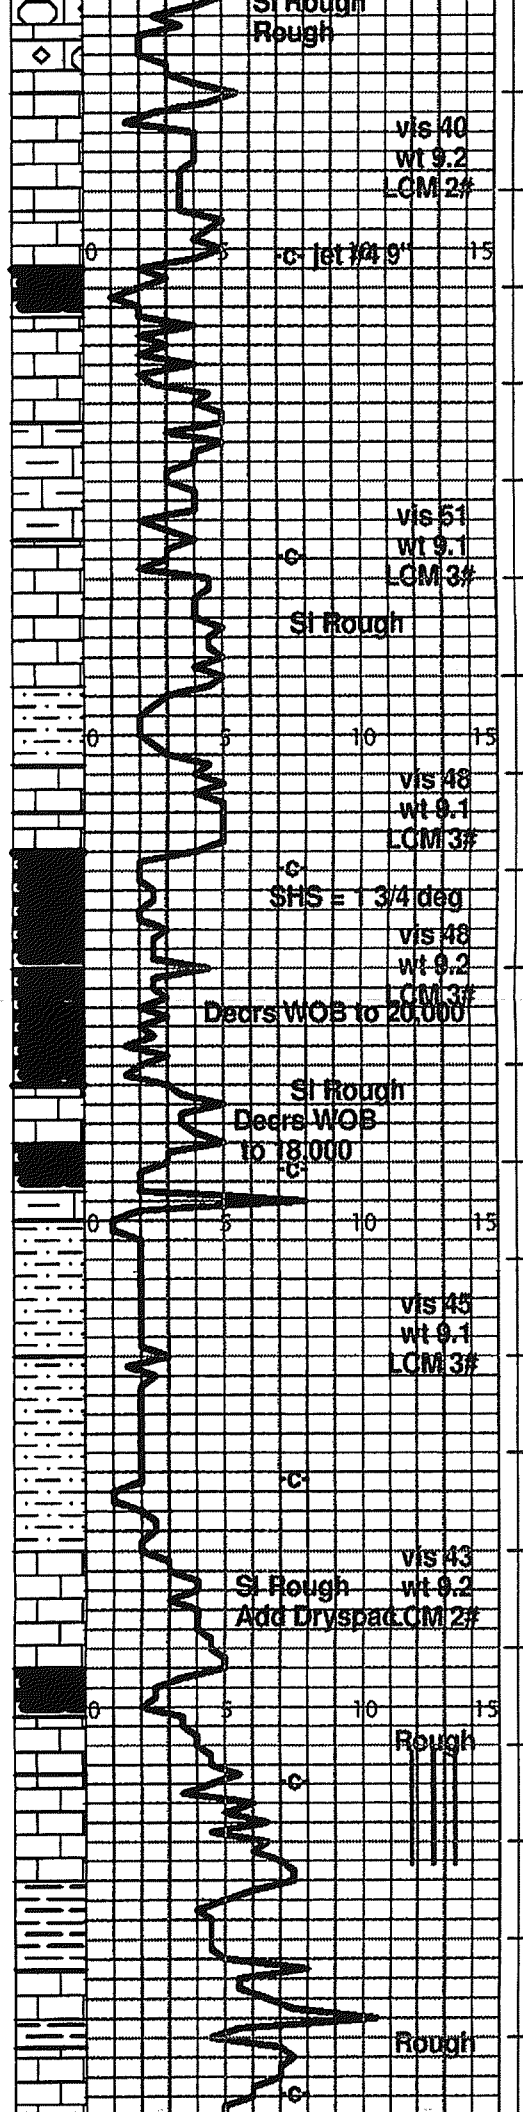 Sl Rough
Rough
vis 40
wt 9.2
LCM 2#
0 5 10 15
-c- jet #4 9"
vis 51
wt 9.1
-c-
LCM 3#
Sl Rough
0 5 10 15
vis 48
wt 9.1
LCM 3#
-c-
SHS = 1 3/4 deg
vis 48
wt 9.2
LCM 3#
Decrs WOB to 20,000
Sl Rough
Decrs WOB
to 18,000
-c-
0 5 10 15
vis 45
wt 9.1
LCM 3#
-c-
vis 43
Sl Rough wt 9.2
Add Dryspac LCM 2#
0 5 10 15
Rough
-c-
Rough
-c-